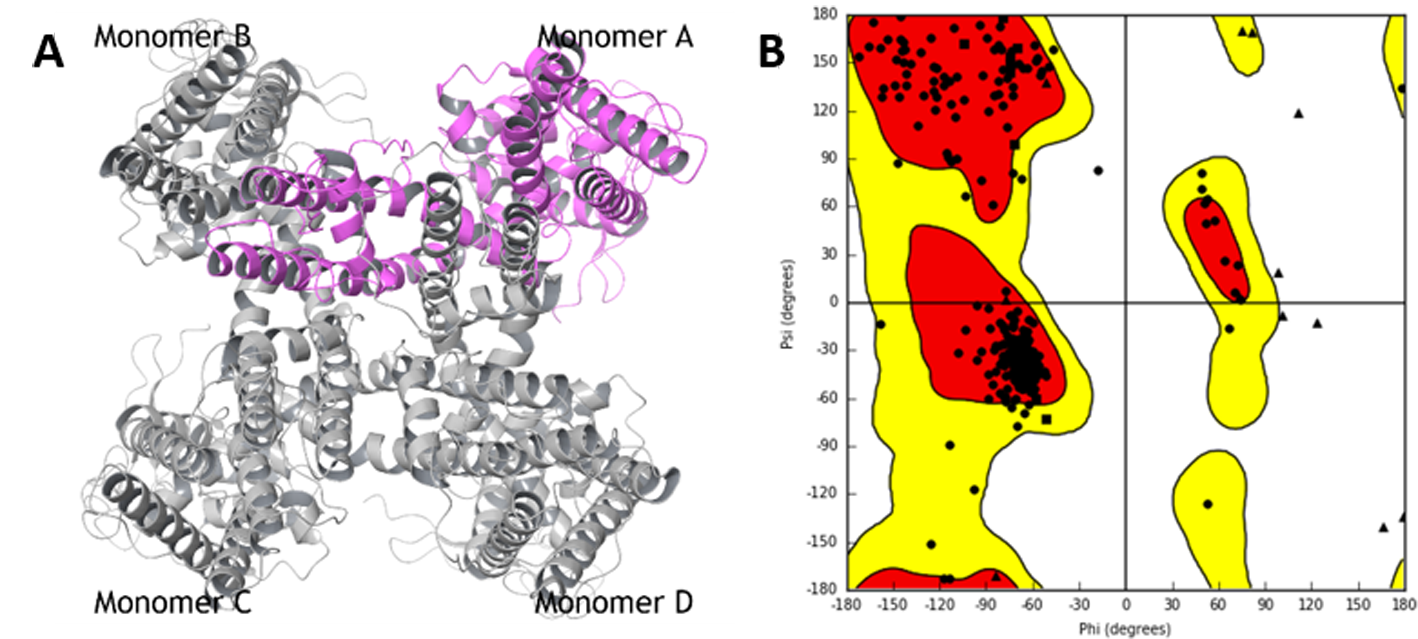 A
Monomer B
Monomer A
Monomer C
Monomer D
B
180
150
120
90
60
30
0
-30
-60
-90
-120
-150
-180
Psi (degrees)
-180 -150 -120 -90 -60 -30 0 30 60 90 120 150 180
Phi (degrees)